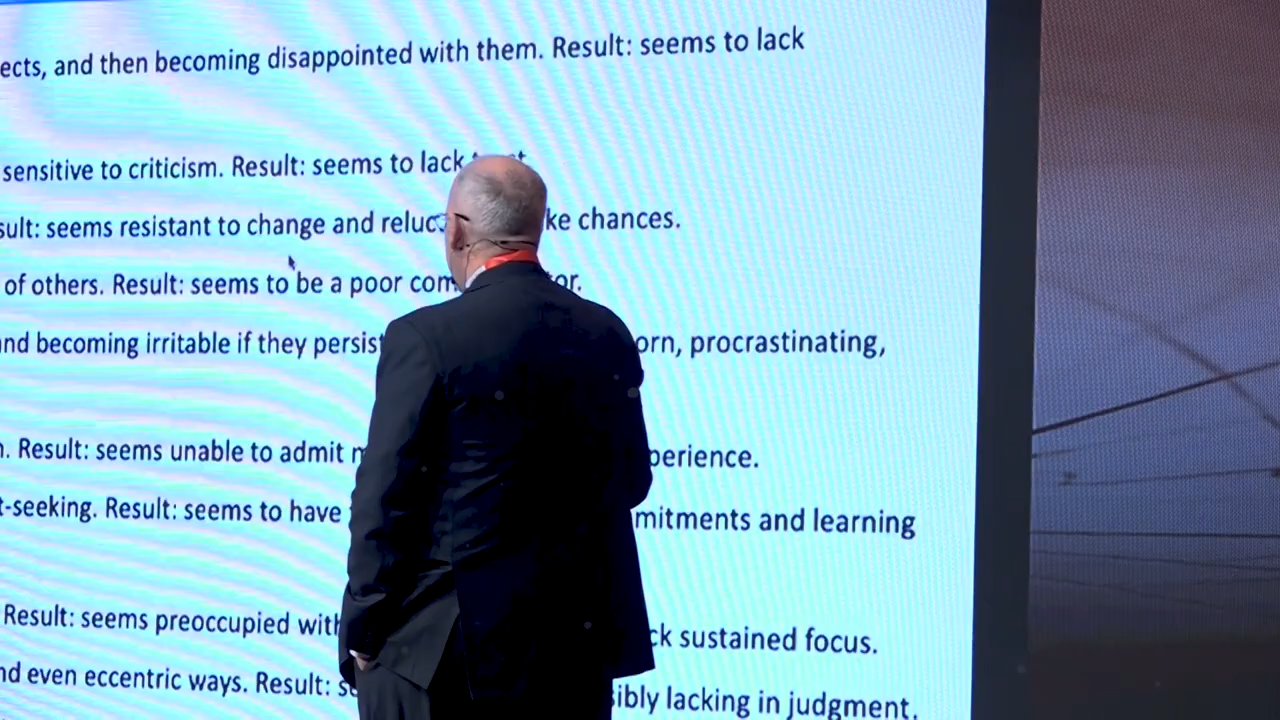 ects, and then becoming disappointed with them. Result: seems to lack
sensitive to criticism. Result: seems to lack
sult: seems resistant to change and reluc ke chances.
of others. Result: seems to be a poor com or.
nd becoming irritable if they persist orn, procrastinating,
n. Result: seems unable to admit perience.
t-seeking. Result: seems to have mitments and learning
Result: seems preoccupied with ck sustained focus.
nd even eccentric ways. Result: sibly lacking in judgment.